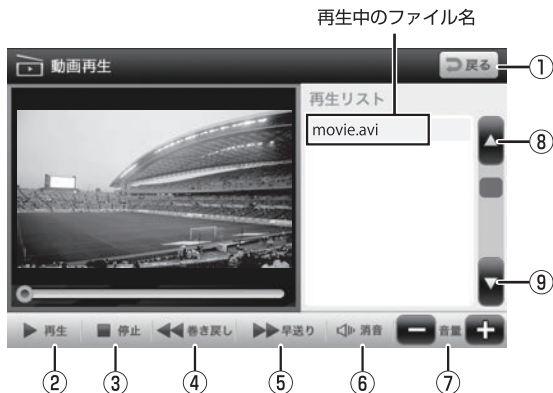 再生中のファイル名
動画再生
戻る
①
再生リスト
movie.avi
⑧
⑨
再生
停止
巻き戻し
早送り
消音
音量
②
③
④
⑤
⑥
⑦